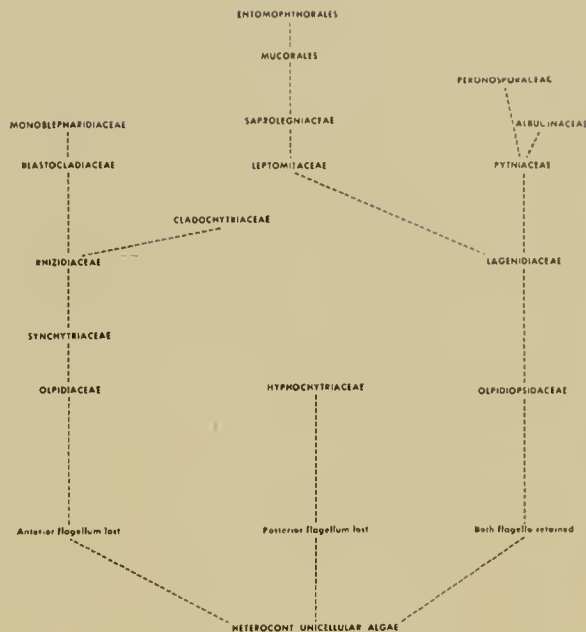 ENTOMOPHTHORALES
MUCORALES
PERONOSPORACEAE
SAPROLEGNIACEAE
ALBUGINACEAE
MONOBLEPHARIDIACEAE
BLASTOCLADIACEAE
LEPTOMITACEAE
PYTHIACEAE
CLADOCHYTRIACEAE
RHIZIDIACEAE
LAGENIDIACEAE
SYNCHYTRIACEAE
OLPIDIACEAE
HYPHOCHYTRIACEAE
OLPIDIOPSIDACEAE
Anterior flagellum lost
Posterior flagellum lost
Both flagella retained
HETEROCONT UNICELLULAR ALGAE